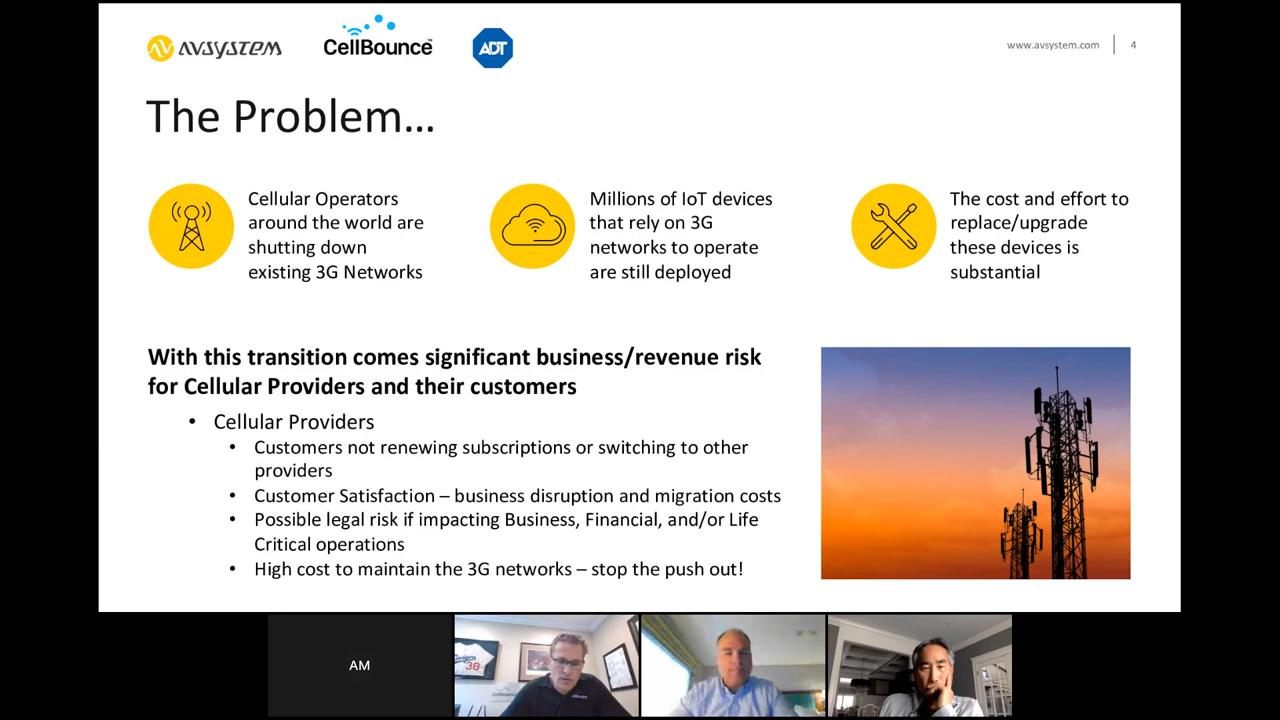 AVSYSTEM
CellBounce™
ADT
www.avsystem.com
4
The Problem…
Cellular Operators
around the world are
shutting down
existing 3G Networks
Millions of IoT devices
that rely on 3G
networks to operate
are still deployed
The cost and effort to
replace/upgrade
these devices is
substantial
With this transition comes significant business/revenue risk
for Cellular Providers and their customers
• Cellular Providers
• Customers not renewing subscriptions or switching to other
providers
• Customer Satisfaction – business disruption and migration costs
• Possible legal risk if impacting Business, Financial, and/or Life
Critical operations
• High cost to maintain the 3G networks – stop the push out!
AM
Dodgers
38
CellBounce